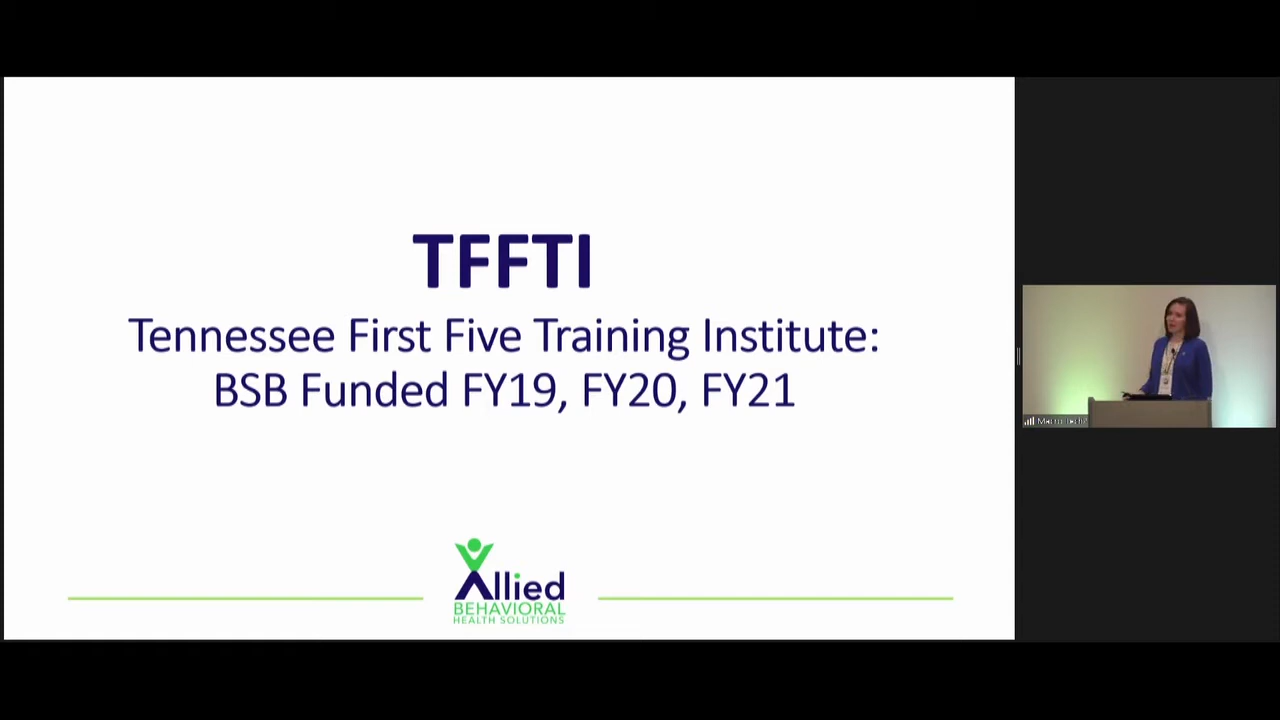 TFFTI
Tennessee First Five Training Institute:
BSB Funded FY19, FY20, FY21
Allied
BEHAVIORAL
HEALTH SOLUTIONS